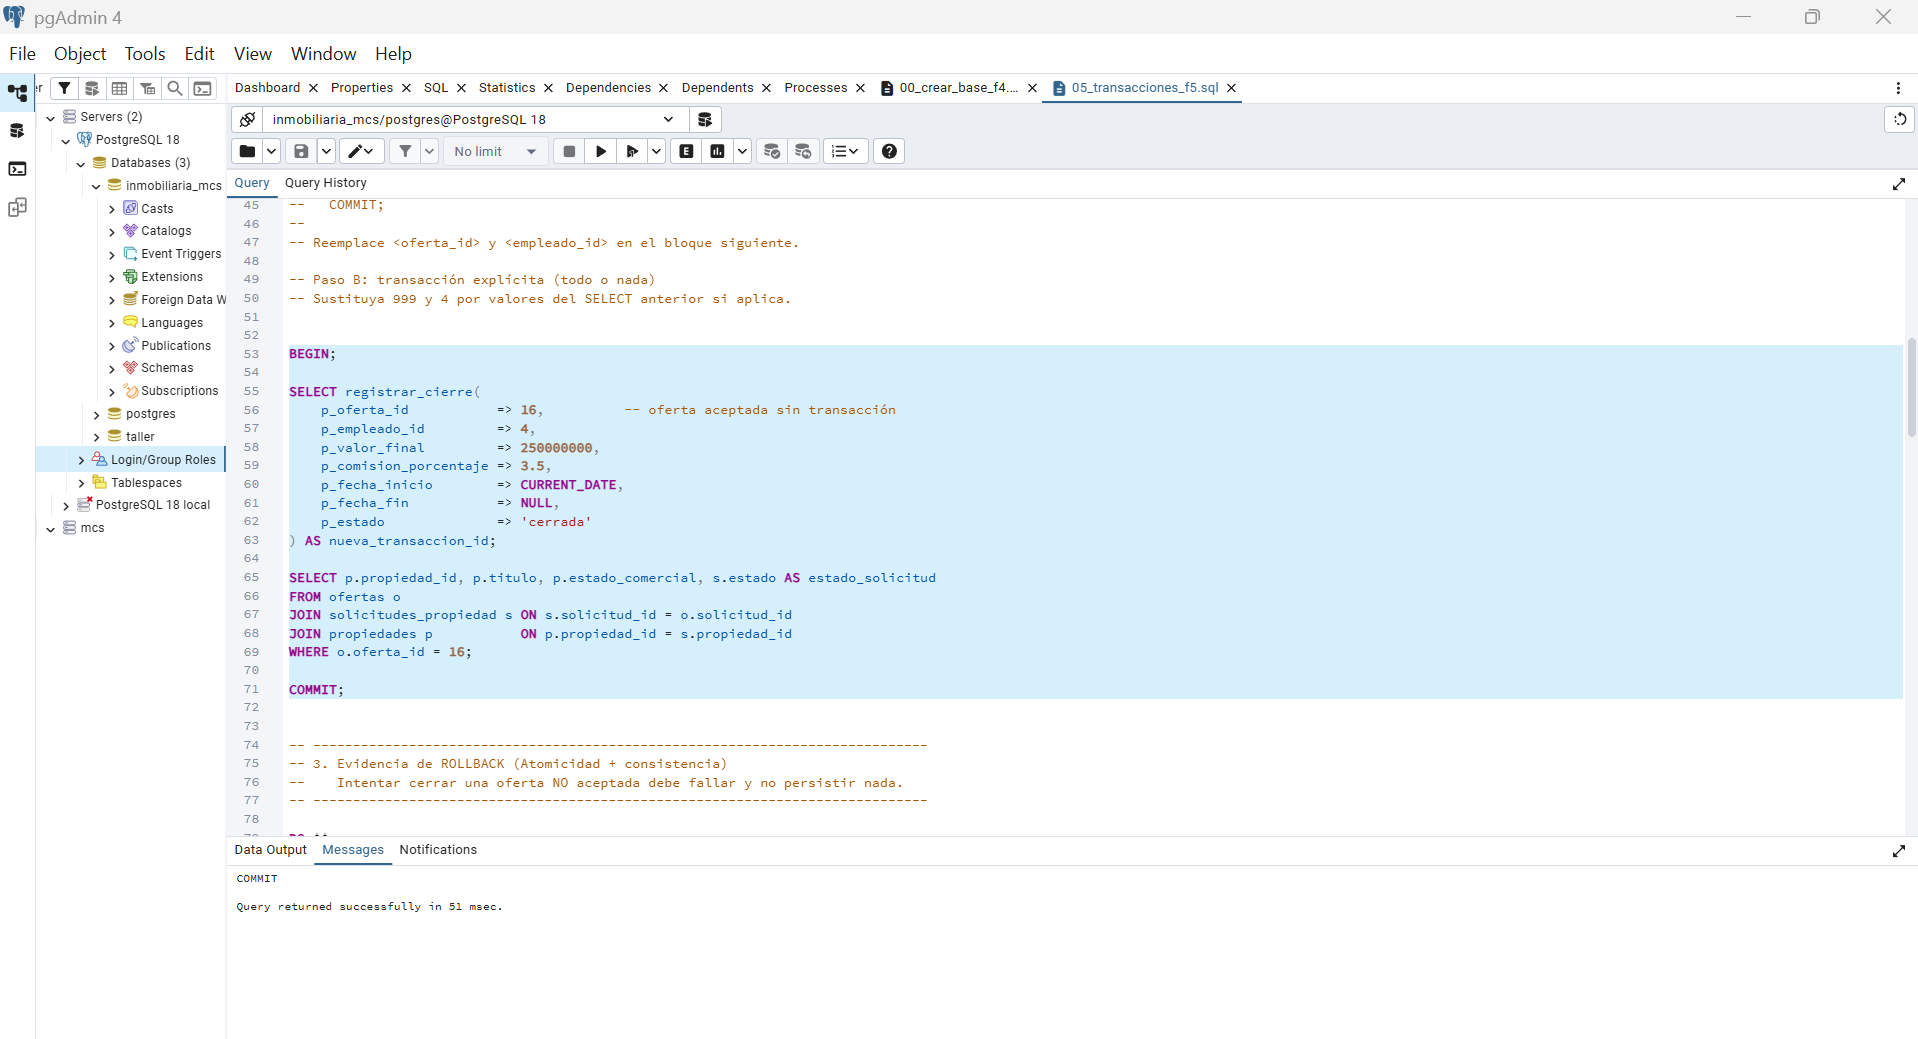 pgAdmin 4
File Object Tools Edit View Window Help
er
Dashboard Properties SQL Statistics Dependencies Dependents Processes 00_crear_base_f4.... 05_transacciones_f5.sql
Servers (2)
PostgreSQL 18
Databases (3)
inmobiliaria_mcs
Casts
Catalogs
Event Triggers
Extensions
Foreign Data W
Languages
Publications
Schemas
Subscriptions
postgres
taller
Login/Group Roles
Tablespaces
PostgreSQL 18 local
mcs
inmobiliaria_mcs/postgres@PostgreSQL 18
No limit
E
Query Query History
45 --   COMMIT;
46 --
47 -- Reemplace <oferta_id> y <empleado_id> en el bloque siguiente.
48
49 -- Paso B: transacción explícita (todo o nada)
50 -- Sustituya 999 y 4 por valores del SELECT anterior si aplica.
51
52
53 BEGIN;
54
55 SELECT registrar_cierre(
56     p_oferta_id           => 16,          -- oferta aceptada sin transacción
57     p_empleado_id         => 4,
58     p_valor_final         => 250000000,
59     p_comision_porcentaje => 3.5,
60     p_fecha_inicio        => CURRENT_DATE,
61     p_fecha_fin           => NULL,
62     p_estado              => 'cerrada'
63 ) AS nueva_transaccion_id;
64
65 SELECT p.propiedad_id, p.titulo, p.estado_comercial, s.estado AS estado_solicitud
66 FROM ofertas o
67 JOIN solicitudes_propiedad s ON s.solicitud_id = o.solicitud_id
68 JOIN propiedades p           ON p.propiedad_id = s.propiedad_id
69 WHERE o.oferta_id = 16;
70
71 COMMIT;
72
73
74 -- -----------------------------------------------------------------------------
75 -- 3. Evidencia de ROLLBACK (Atomicidad + consistencia)
76 --    Intentar cerrar una oferta NO aceptada debe fallar y no persistir nada.
77 -- -----------------------------------------------------------------------------
78
Data Output Messages Notifications
COMMIT
Query returned successfully in 51 msec.